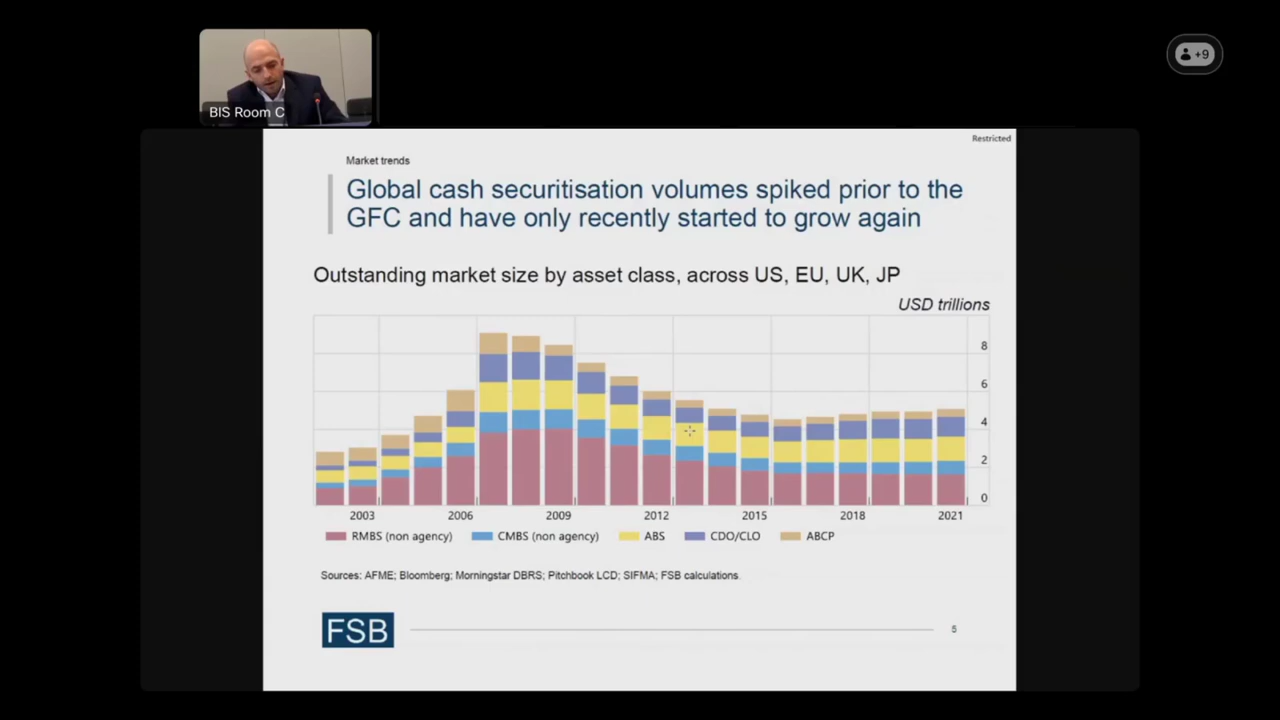 +9
BIS Room C
Restricted
Market trends
Global cash securitisation volumes spiked prior to the
GFC and have only recently started to grow again
Outstanding market size by asset class, across US, EU, UK, JP
USD trillions
8
6
4
2
0
2003 2006 2009 2012 2015 2018 2021
RMBS (non agency) CMBS (non agency) ABS CDO/CLO ABCP
Sources: AFME; Bloomberg; Morningstar DBRS; Pitchbook LCD; SIFMA; FSB calculations.
FSB
5